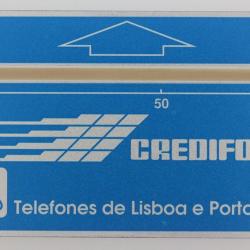 50
CREDIFO
Telefones de Lisboa e Porto